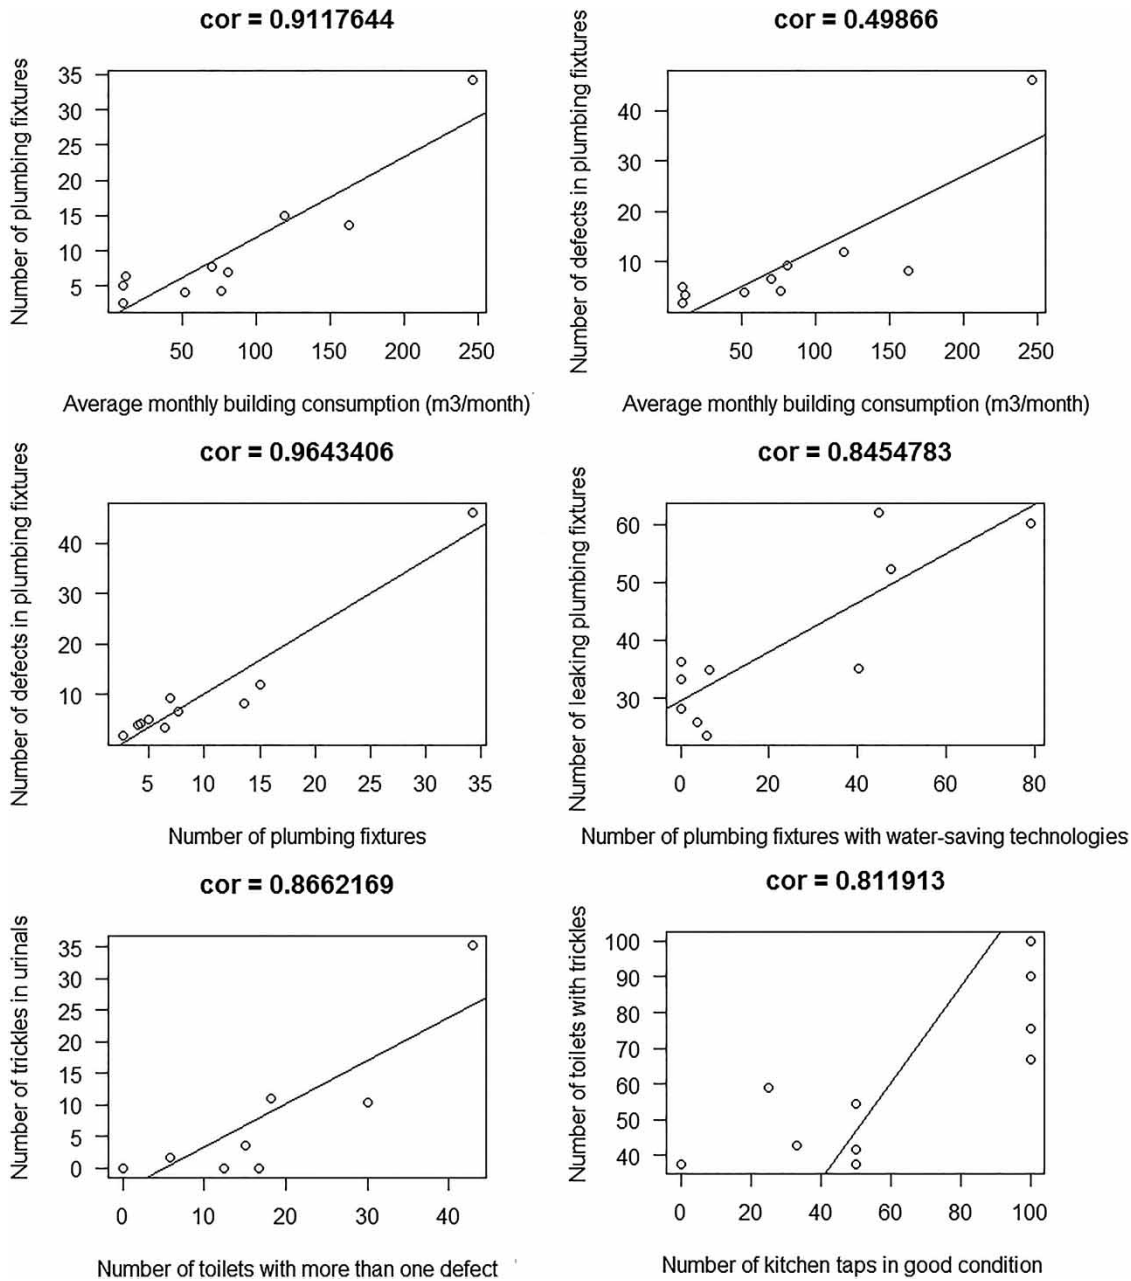 cor = 0.9117644
Number of plumbing fixtures
35
30
25
20
15
10
5
50 100 150 200 250
Average monthly building consumption (m3/month)
cor = 0.49866
Number of defects in plumbing fixtures
40
30
20
10
50 100 150 200 250
Average monthly building consumption (m3/month)
cor = 0.9643406
Number of defects in plumbing fixtures
40
30
20
10
5 10 15 20 25 30 35
Number of plumbing fixtures
cor = 0.8454783
Number of leaking plumbing fixtures
60
50
40
30
0 20 40 60 80
Number of plumbing fixtures with water-saving technologies
cor = 0.8662169
Number of trickles in urinals
35
30
25
20
15
10
5
0
0 10 20 30 40
Number of toilets with more than one defect
cor = 0.811913
Number of toilets with trickles
100
90
80
70
60
50
40
0 20 40 60 80 100
Number of kitchen taps in good condition